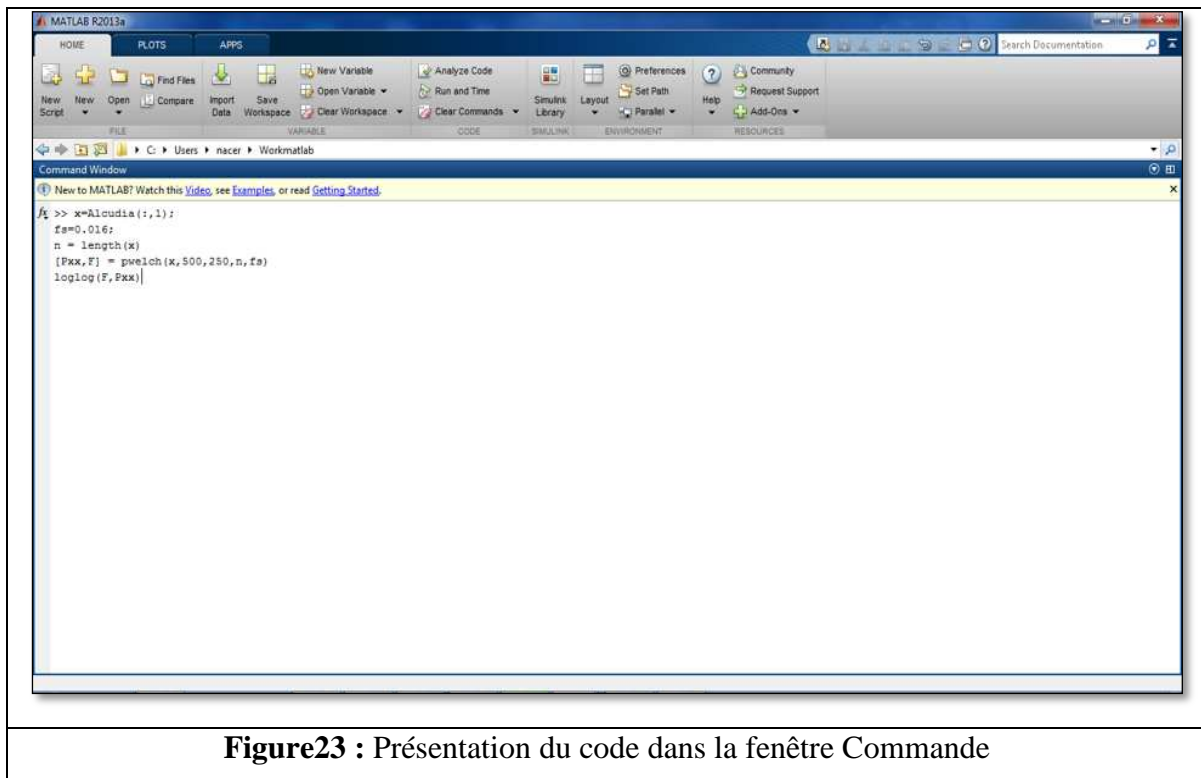 MATLAB R2013a
HOME PLOTS APPS Search Documentation
New Script New Open Find Files Compare Import Data Save Workspace New Variable Open Variable Clear Workspace Analyze Code Run and Time Clear Commands Simulink Library Layout Preferences Set Path Parallel Help Community Request Support Add-Ons
FILE VARIABLE CODE SIMULINK ENVIRONMENT RESOURCES
C: Users nacer Workmatlab
Command Window
New to MATLAB? Watch this Video, see Examples, or read Getting Started.
fx >> x=Alcudia(:,1);
fs=0.016;
n = length(x)
[Pxx,F] = pwelch(x,500,250,n,fs)
loglog(F,Pxx)
Figure23 : Présentation du code dans la fenêtre Commande